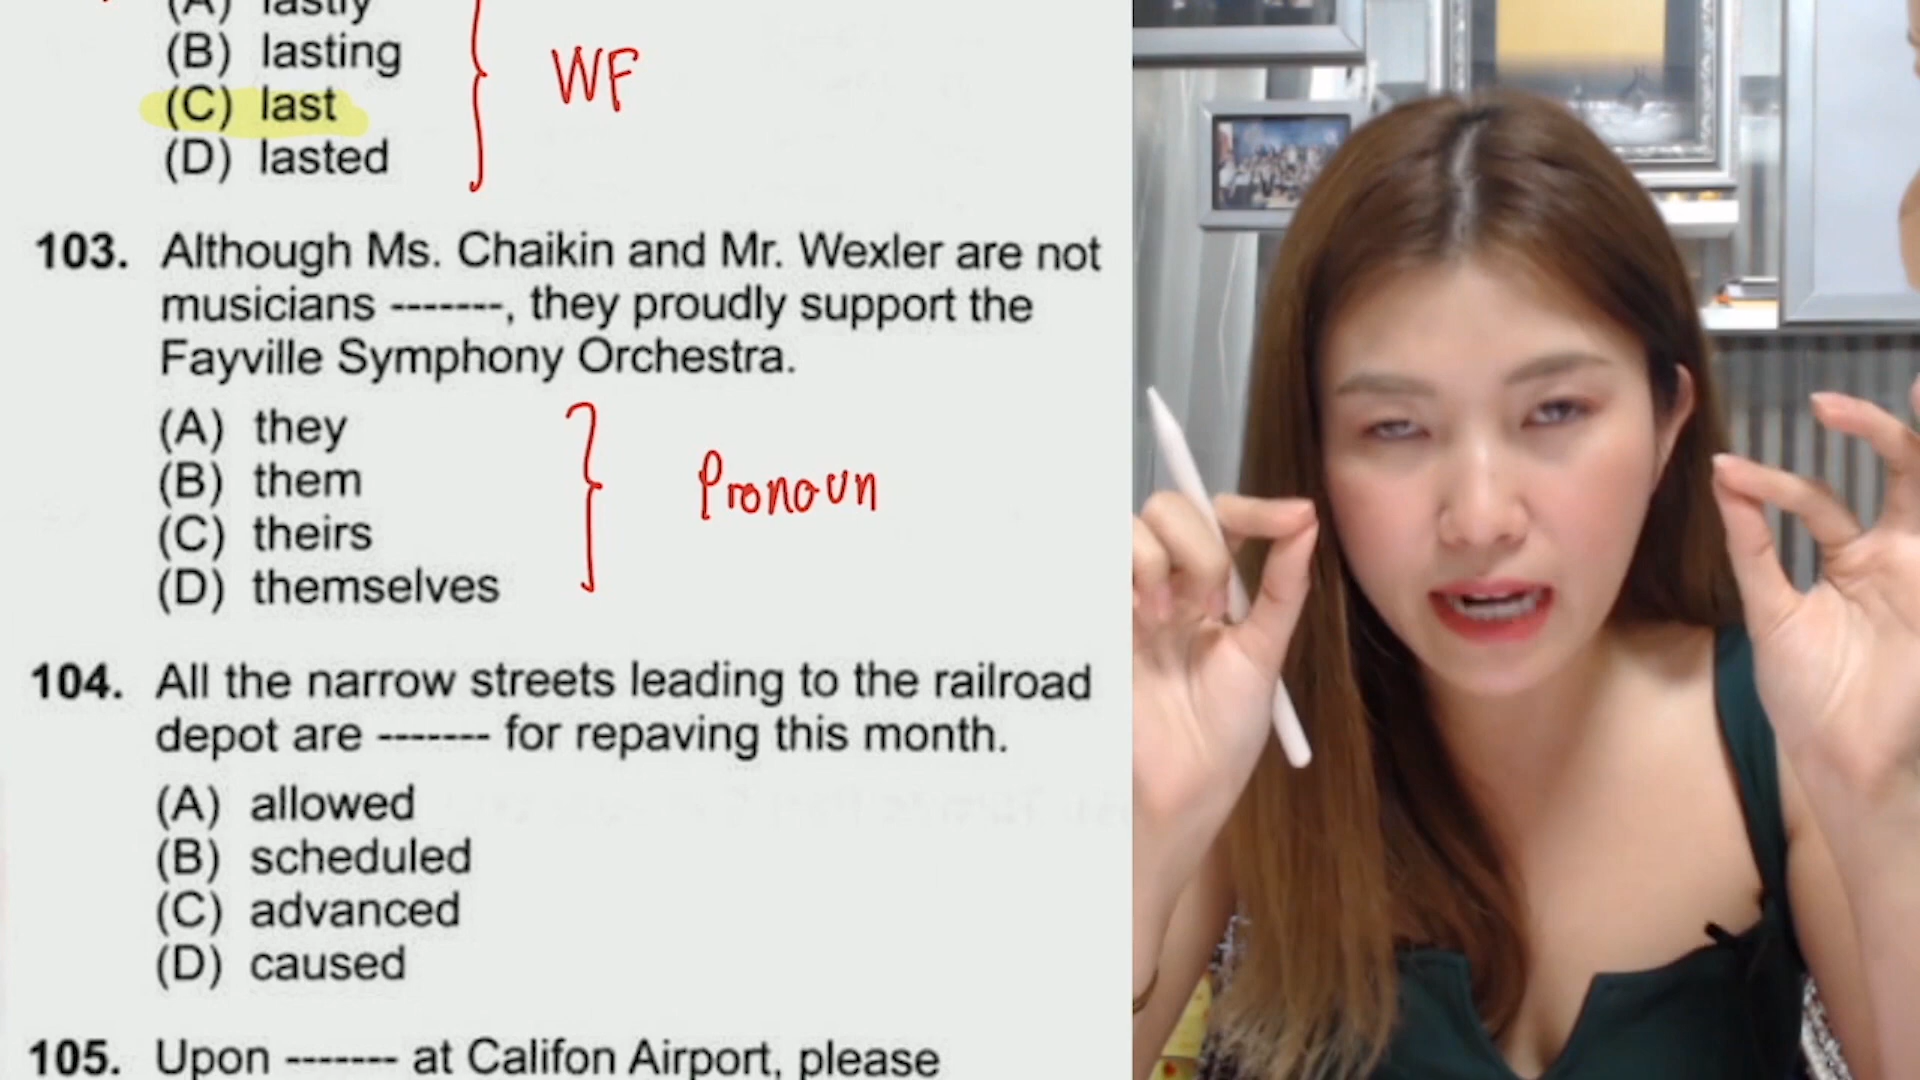 (A) lastly
(B) lasting
(C) last
(D) lasted
WF
103. Although Ms. Chaikin and Mr. Wexler are not
musicians -------, they proudly support the
Fayville Symphony Orchestra.
(A) they
(B) them
(C) theirs
(D) themselves
Pronoun
104. All the narrow streets leading to the railroad
depot are ------- for repaving this month.
(A) allowed
(B) scheduled
(C) advanced
(D) caused
105. Upon ------- at Califon Airport, please